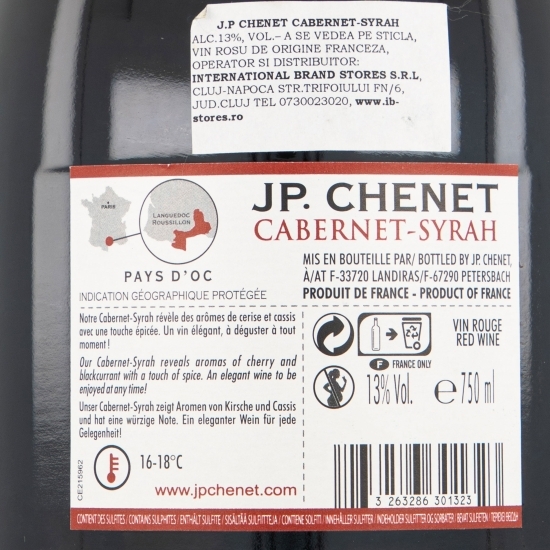 J.P CHENET CABERNET-SYRAH
ALC.13%, VOL.– A SE VEDEA PE STICLA,
VIN ROSU DE ORIGINE FRANCEZA,
OPERATOR SI DISTRIBUITOR:
INTERNATIONAL BRAND STORES S.R.L,
CLUJ-NAPOCA STR.TRIFOIULUI FN/6,
JUD.CLUJ TEL 0730023020, www.ib-
stores.ro
PARIS
LANGUEDOC
ROUSSILLON
PAYS D'OC
INDICATION GÉOGRAPHIQUE PROTÉGÉE
JP. CHENET
CABERNET-SYRAH
MIS EN BOUTEILLE PAR/ BOTTLED BY JP. CHENET,
À/AT F-33720 LANDIRAS/F-67290 PETERSBACH
PRODUIT DE FRANCE - PRODUCT OF FRANCE
Notre Cabernet-Syrah révèle des arômes de cerise et cassis
avec une touche épicée. Un vin élégant, à déguster à tout
moment !
Our Cabernet-Syrah reveals aromas of cherry and
blackcurrant with a touch of spice. An elegant wine to be
enjoyed at any time!
Unser Cabernet-Syrah zeigt Aromen von Kirsche und Cassis
und hat eine würzige Note. Ein eleganter Wein für jede
Gelegenheit!
16-18°C
www.jpchenet.com
CE215962
VIN ROUGE
RED WINE
F FRANCE ONLY
13% Vol.
e 750 ml
3 263286 301323
CONTIENT DES SULFITES / CONTAINS SULPHITES / ENTHÄLT SULFITE / SISÄLTÄÄ SULFIITTEJA / CONTIENE SOLFITI / INNEHÅLLER SULFITER / INDEHOLDER SULFITTER OG SORBATER / BEVAT SULFIETEN